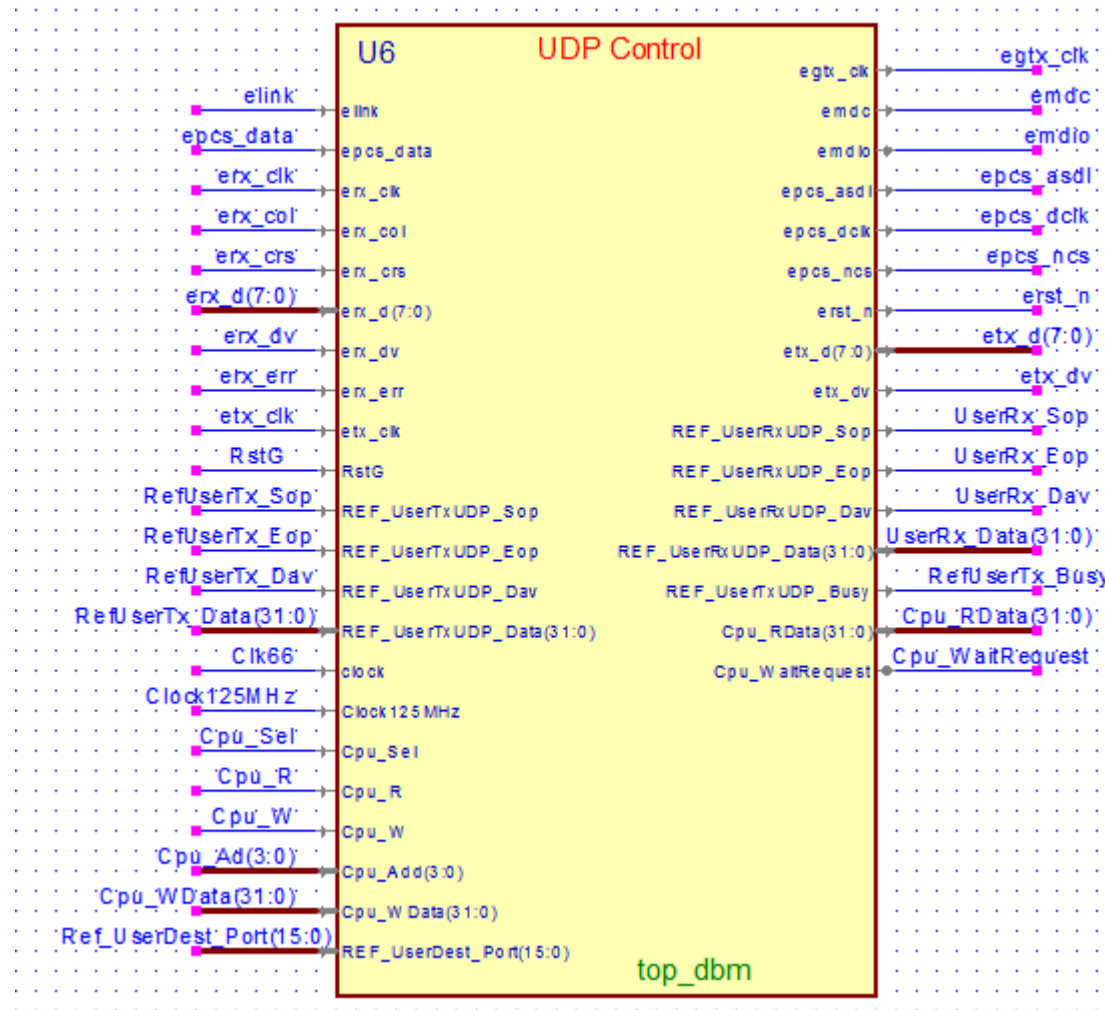 U6 UDP Control
egtx_clk egtx_clk
elink elink emdc emdc
epcs_data epcs_data emdio emdio
erx_clk erx_clk epcs_asdi epcs_asdi
erx_col erx_col epcs_dclk epcs_dclk
erx_crs erx_crs epcs_ncs epcs_ncs
erx_d(7:0) erx_d(7:0) erst_n erst_n
erx_dv erx_dv etx_d(7:0) etx_d(7:0)
erx_err erx_err etx_dv etx_dv
etx_clk etx_clk REF_UserRxUDP_Sop UserRx_Sop
RstG RstG REF_UserRxUDP_Eop UserRx_Eop
RefUserTx_Sop REF_UserTxUDP_Sop REF_UserRxUDP_Dav UserRx_Dav
RefUserTx_Eop REF_UserTxUDP_Eop REF_UserRxUDP_Data(31:0) UserRx_Data(31:0)
RefUserTx_Dav REF_UserTxUDP_Dav REF_UserTxUDP_Busy RefUserTx_Busy
RefUserTx_Data(31:0) REF_UserTxUDP_Data(31:0) Cpu_RData(31:0) Cpu_RData(31:0)
Clk66 clock Cpu_WaitRequest Cpu_WaitRequest
Clock125MHz Clock125MHz
Cpu_Sel Cpu_Sel
Cpu_R Cpu_R
Cpu_W Cpu_W
Cpu_Ad(3:0) Cpu_Add(3:0)
Cpu_WData(31:0) Cpu_WData(31:0)
Ref_UserDest_Port(15:0) REF_UserDest_Port(15:0)
top_dbm